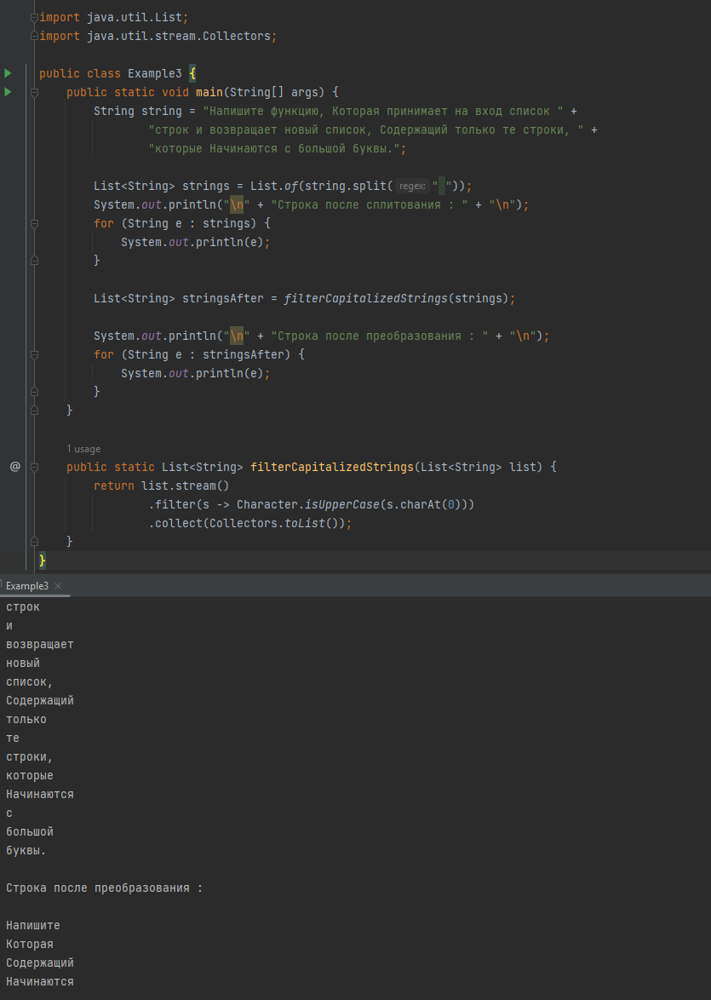 import java.util.List;
import java.util.stream.Collectors;
public class Example3 {
public static void main(String[] args) {
String string = "Напишите функцию, Которая принимает на вход список " +
"строк и возвращает новый список, Содержащий только те строки, " +
"которые Начинаются с большой буквы.";
List<String> strings = List.of(string.split( regex: " "));
System.out.println("\n" + "Строка после сплитования : " + "\n");
for (String e : strings) {
System.out.println(e);
}
List<String> stringsAfter = filterCapitalizedStrings(strings);
System.out.println("\n" + "Строка после преобразования : " + "\n");
for (String e : stringsAfter) {
System.out.println(e);
}
}
1 usage
@ public static List<String> filterCapitalizedStrings(List<String> list) {
return list.stream()
.filter(s -> Character.isUpperCase(s.charAt(0)))
.collect(Collectors.toList());
}
}
Example3 ×
строк
и
возвращает
новый
список,
Содержащий
только
те
строки,
которые
Начинаются
с
большой
буквы.
Строка после преобразования :
Напишите
Которая
Содержащий
Начинаются